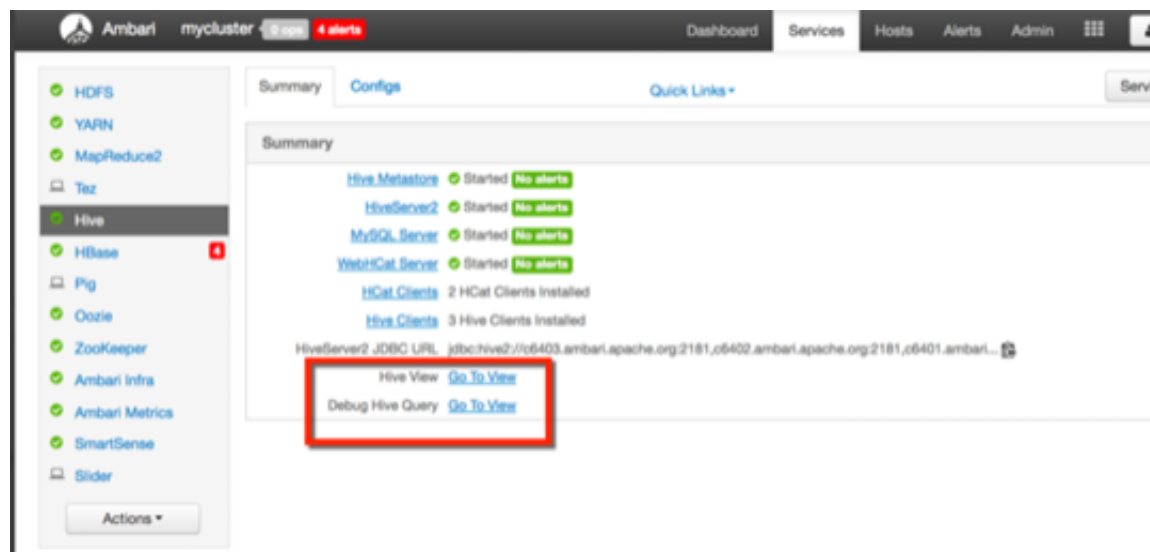 Ambari mycluster 0 ops 4 alerts Dashboard Services Hosts Alerts Admin
HDFS
YARN
MapReduce2
Tez
Hive
HBase 4
Pig
Oozie
ZooKeeper
Ambari Infra
Ambari Metrics
SmartSense
Slider
Actions
Summary Configs Quick Links Servi
Summary
Hive Metastore Started No alerts
HiveServer2 Started No alerts
MySQL Server Started No alerts
WebHCat Server Started No alerts
HCat Clients 2 HCat Clients Installed
Hive Clients 3 Hive Clients Installed
HiveServer2 JDBC URL jdbc:hive2://c6403.ambari.apache.org:2181,c6402.ambari.apache.org:2181,c6401.ambari...
Hive View Go To View
Debug Hive Query Go To View